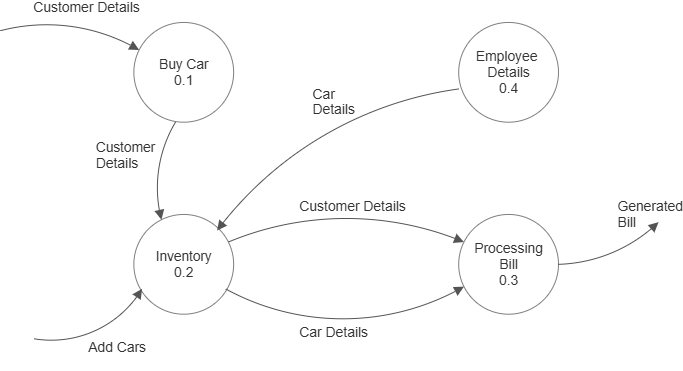 Customer Details
Buy Car
0.1
Employee
Details
0.4
Car
Details
Customer
Details
Customer Details
Generated
Bill
Inventory
0.2
Processing
Bill
0.3
Car Details
Add Cars